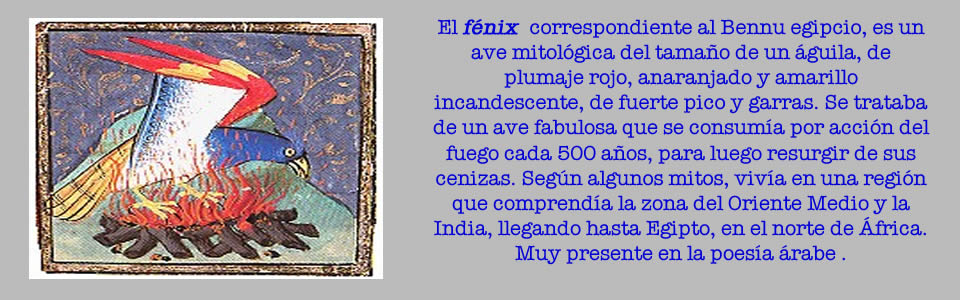 El fénix correspondiente al Bennu egipcio, es un
ave mitológica del tamaño de un águila, de
plumaje rojo, anaranjado y amarillo
incandescente, de fuerte pico y garras. Se trataba
de un ave fabulosa que se consumía por acción del
fuego cada 500 años, para luego resurgir de sus
cenizas. Según algunos mitos, vivía en una región
que comprendía la zona del Oriente Medio y la
India, llegando hasta Egipto, en el norte de África.
Muy presente en la poesía árabe .